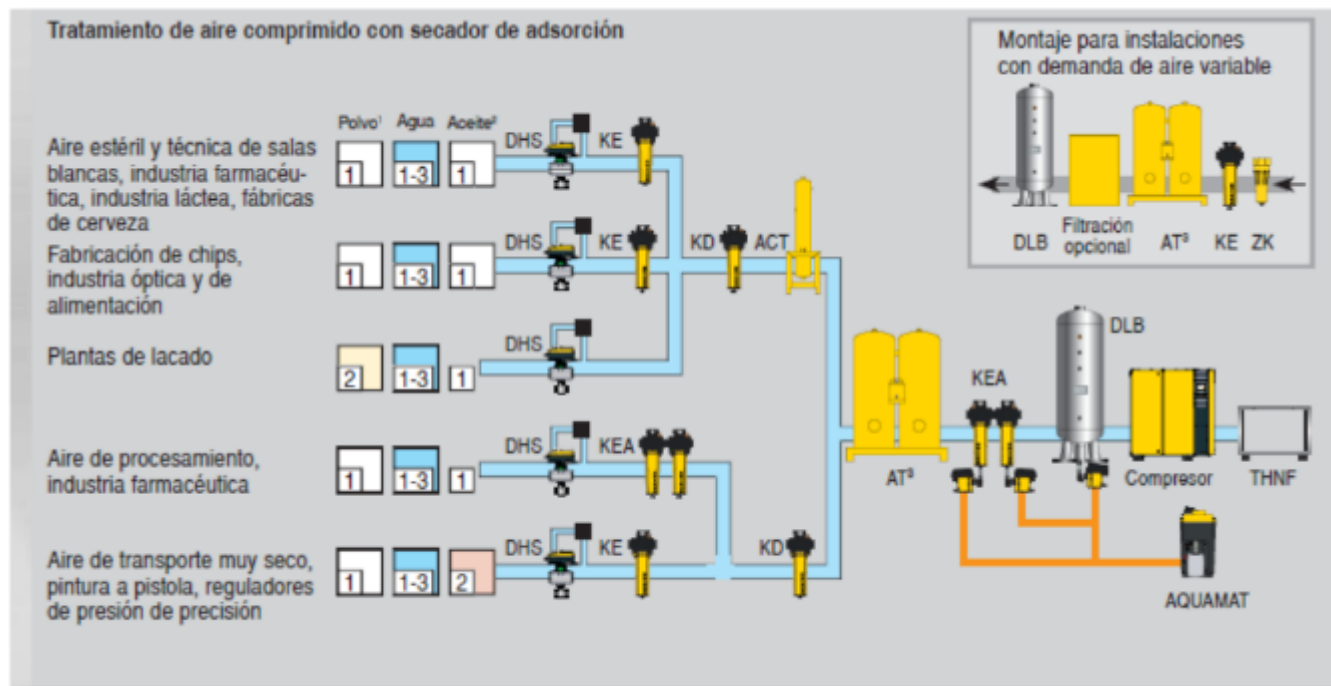 Tratamiento de aire comprimido con secador de adsorción
Montaje para instalaciones
con demanda de aire variable
DLB
Filtración
opcional
AT³
KE
ZK
Polvo¹ Agua Aceite²
Aire estéril y técnica de salas
blancas, industria farmacéu-
tica, industria láctea, fábricas
de cerveza
1 1-3 1
DHS KE
Fabricación de chips,
industria óptica y de
alimentación
1 1-3 1
DHS KE KD ACT
Plantas de lacado
2 1-3 1
DHS
Aire de procesamiento,
industria farmacéutica
1 1-3 1
DHS KEA
Aire de transporte muy seco,
pintura a pistola, reguladores
de presión de precisión
1 1-3 2
DHS KE KD
AT³
KEA
DLB
Compresor
THNF
AQUAMAT